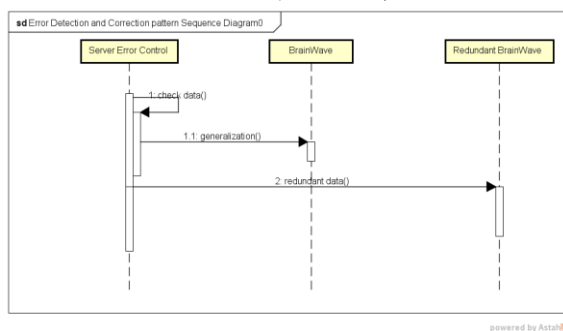 sd Error Detection and Correction pattern Sequence Diagram0
Server Error Control
BrainWave
Redundant BrainWave
1: check data()
1.1: generalization()
2: redundant data()
powered by Astah